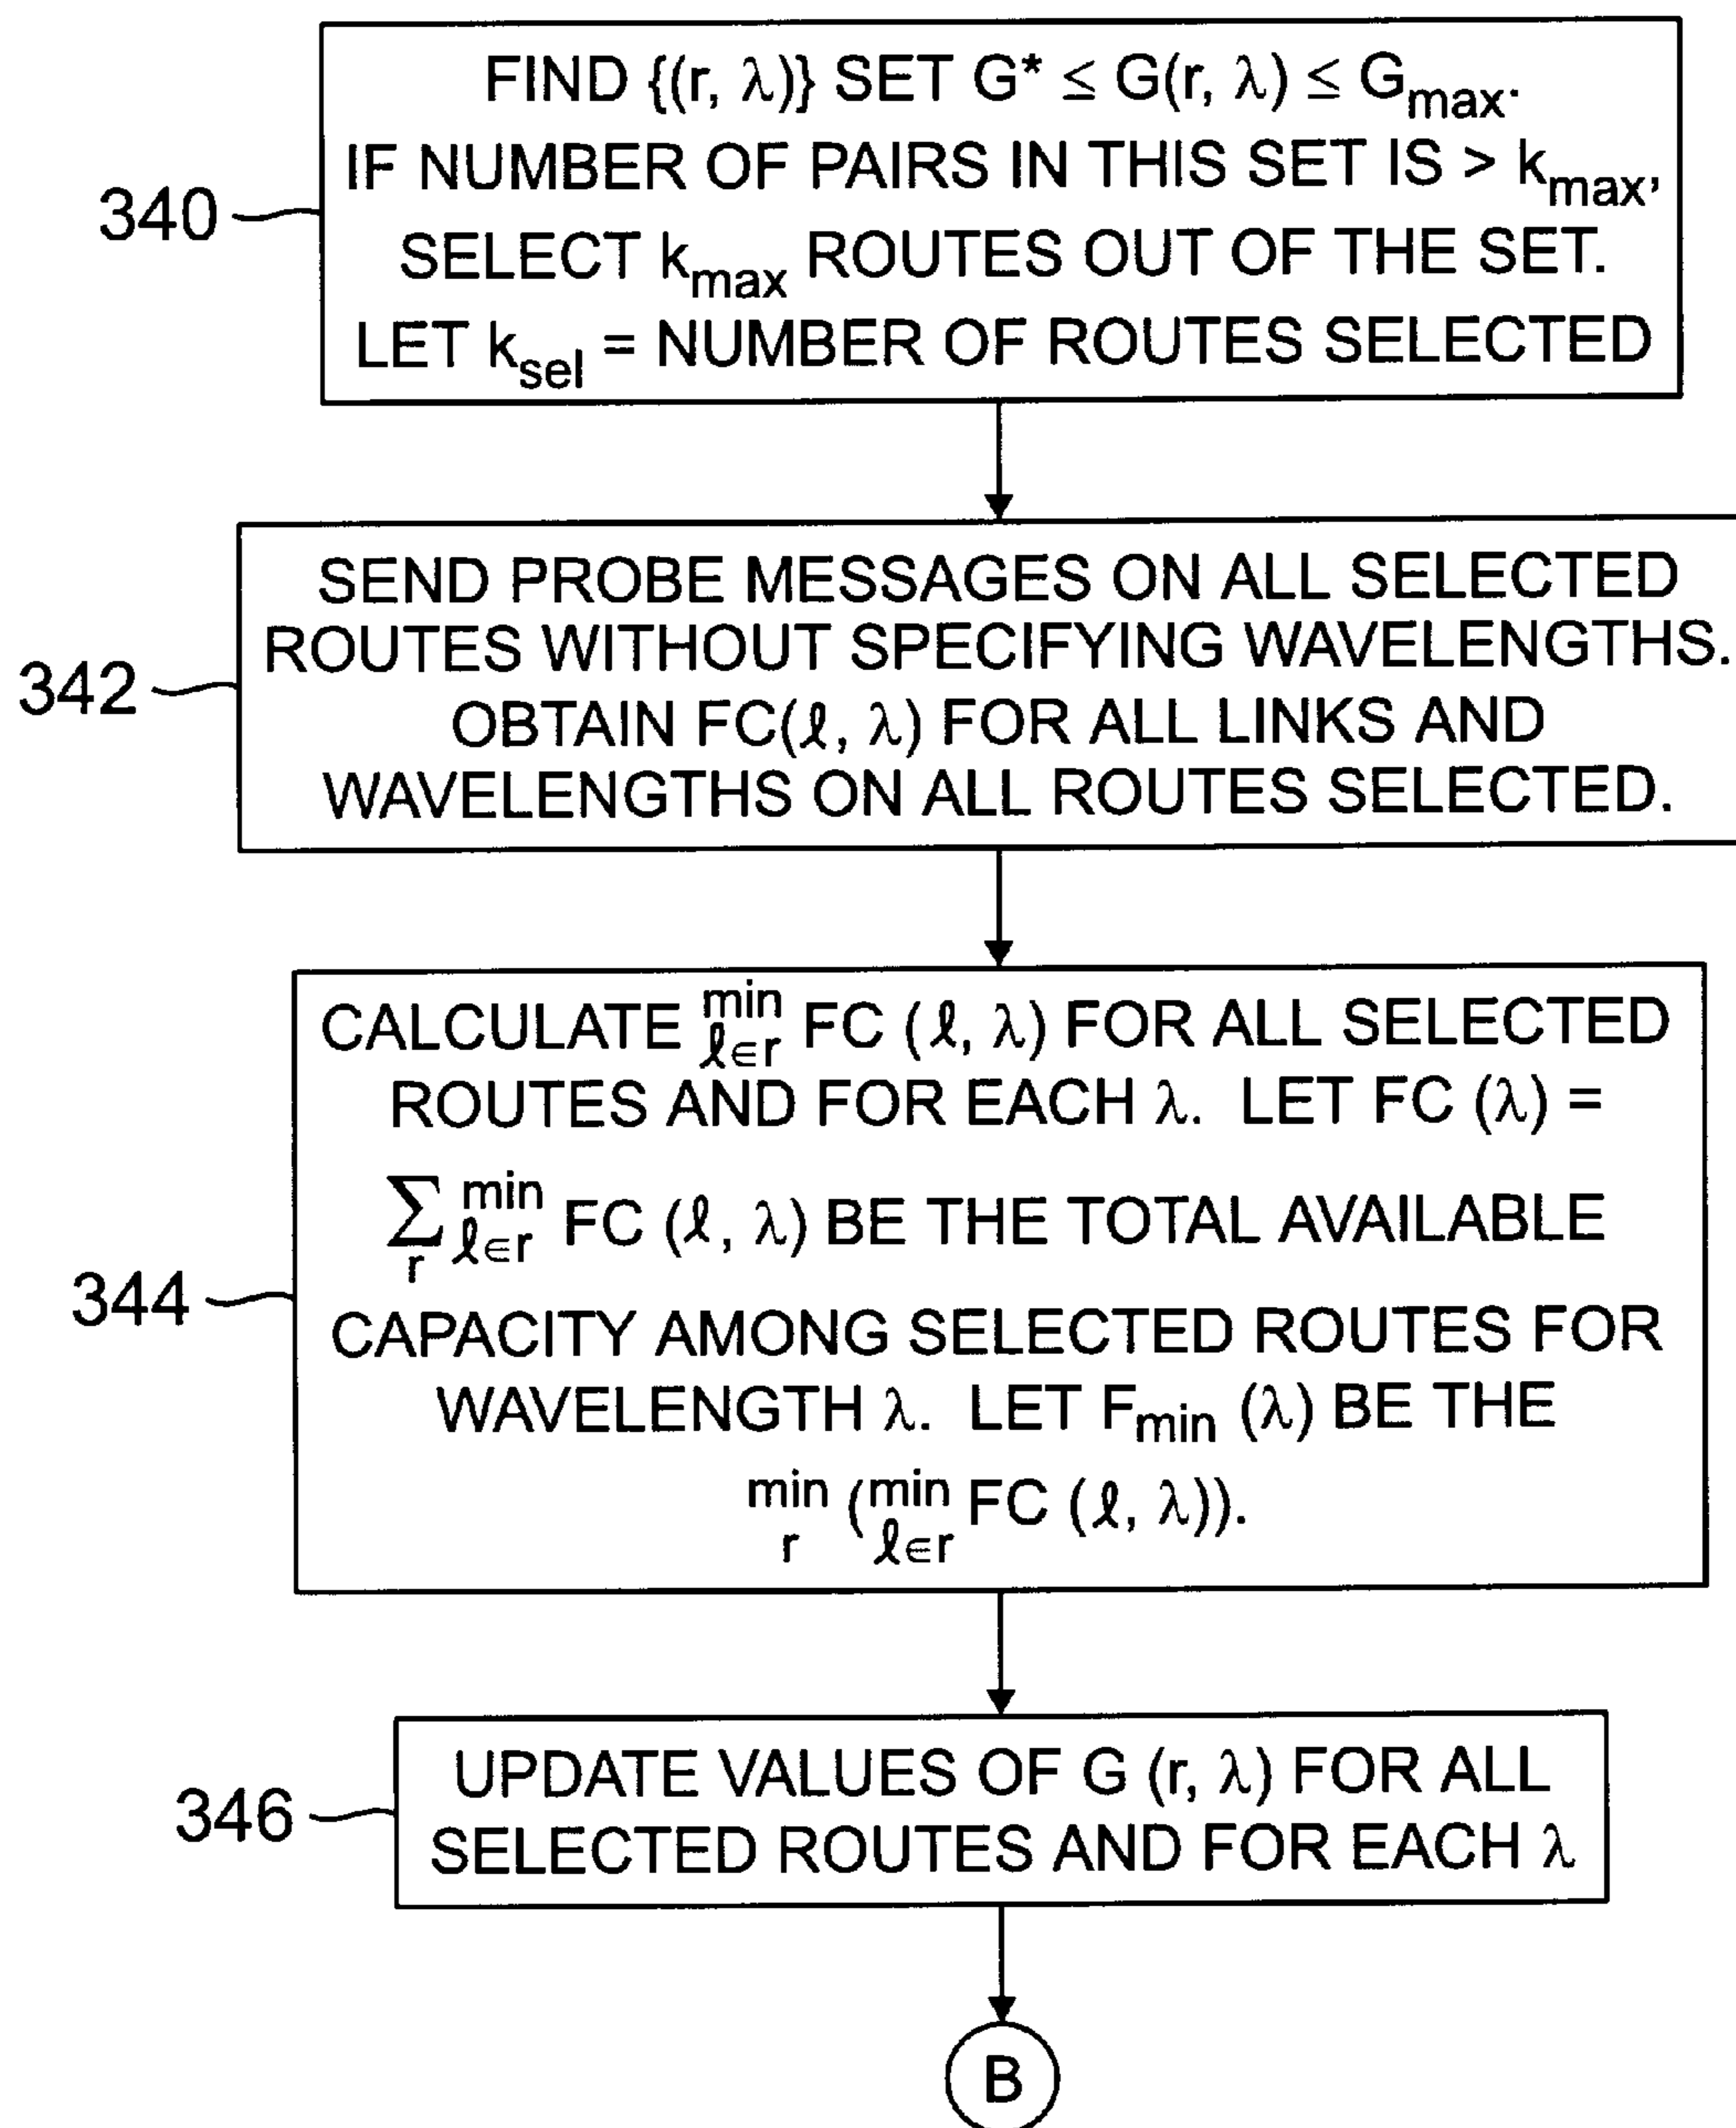 FIND {(r, λ)} SET G* ≤ G(r, λ) ≤ Gmax.
IF NUMBER OF PAIRS IN THIS SET IS > kmax,
340
SELECT kmax ROUTES OUT OF THE SET.
LET ksel = NUMBER OF ROUTES SELECTED
SEND PROBE MESSAGES ON ALL SELECTED
ROUTES WITHOUT SPECIFYING WAVELENGTHS.
342
OBTAIN FC(ℓ, λ) FOR ALL LINKS AND
WAVELENGTHS ON ALL ROUTES SELECTED.
CALCULATE min ℓ∈r FC (ℓ, λ) FOR ALL SELECTED
ROUTES AND FOR EACH λ. LET FC (λ) =
∑ r min ℓ∈r FC (ℓ, λ) BE THE TOTAL AVAILABLE
344
CAPACITY AMONG SELECTED ROUTES FOR
WAVELENGTH λ. LET Fmin (λ) BE THE
min r (min ℓ∈r FC (ℓ, λ)).
UPDATE VALUES OF G (r, λ) FOR ALL
346
SELECTED ROUTES AND FOR EACH λ
B